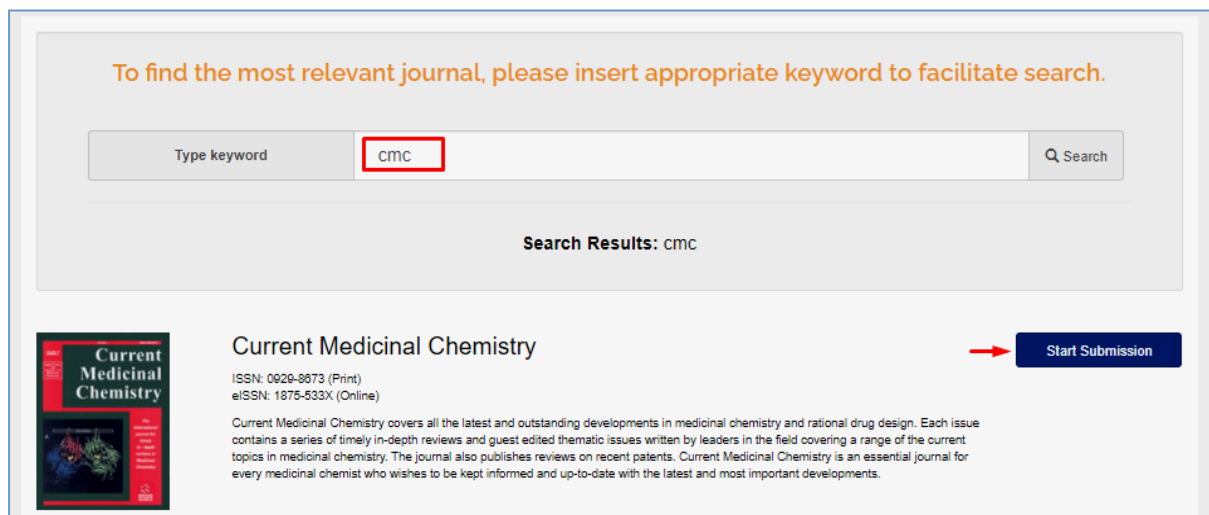 To find the most relevant journal, please insert appropriate keyword to facilitate search.
Type keyword
cmc
Search
Search Results: cmc
Current
Medicinal
Chemistry
Current Medicinal Chemistry
Start Submission
ISSN: 0929-8673 (Print)
eISSN: 1875-533X (Online)
Current Medicinal Chemistry covers all the latest and outstanding developments in medicinal chemistry and rational drug design. Each issue
contains a series of timely in-depth reviews and guest edited thematic issues written by leaders in the field covering a range of the current
topics in medicinal chemistry. The journal also publishes reviews on recent patents. Current Medicinal Chemistry is an essential journal for
every medicinal chemist who wishes to be kept informed and up-to-date with the latest and most important developments.